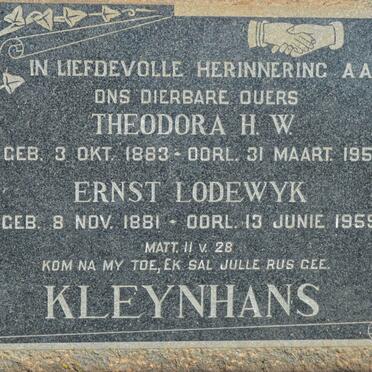 IN LIEFDEVOLLE HERINNERING AA
ONS DIERBARE OUERS
THEODORA H. W.
GEB. 3 OKT. 1883 - OORL. 31 MAART. 195
ERNST LODEWYK
GEB. 8 NOV. 1881 - OORL. 13 JUNIE 1959
MATT. 11 V. 28
KOM NA MY TOE, EK SAL JULLE RUS GEE.
KLEYNHANS